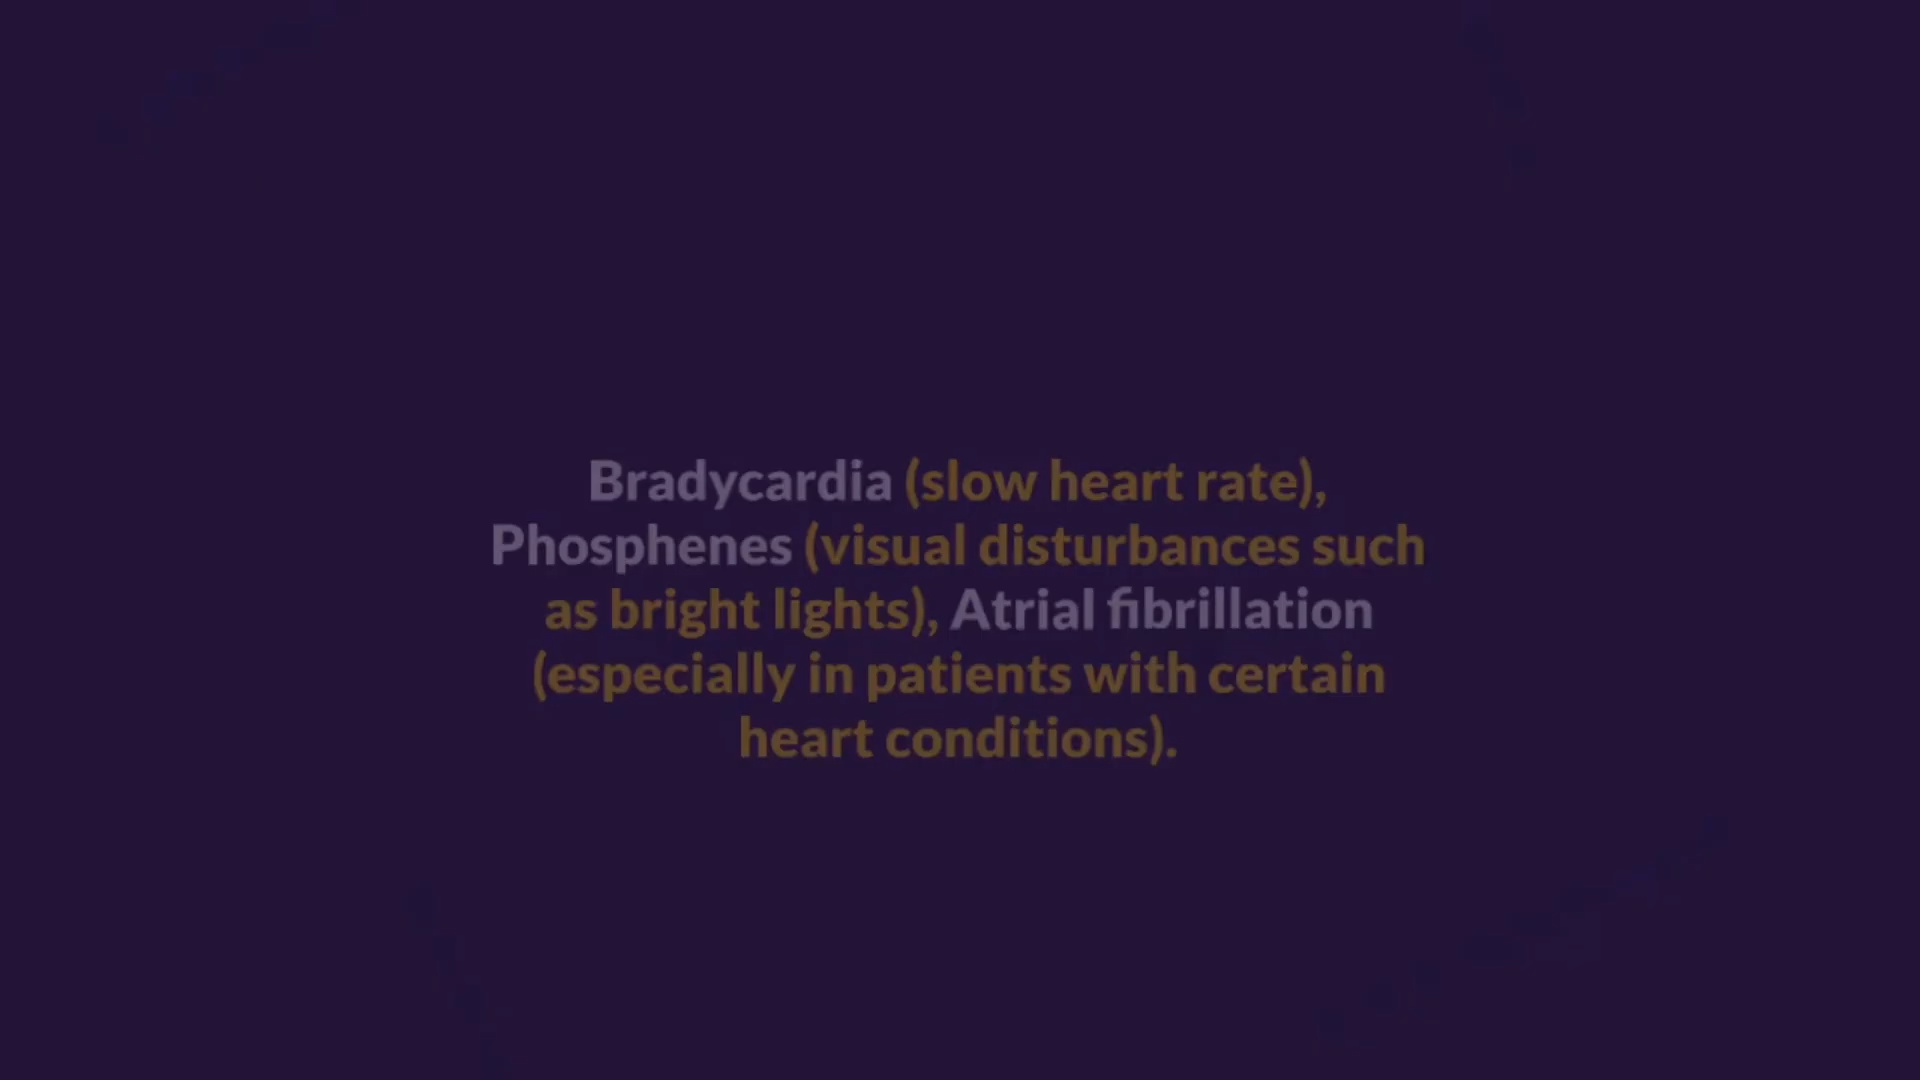 Bradycardia (slow heart rate),
Phosphenes (visual disturbances such
as bright lights), Atrial fibrillation
(especially in patients with certain
heart conditions).